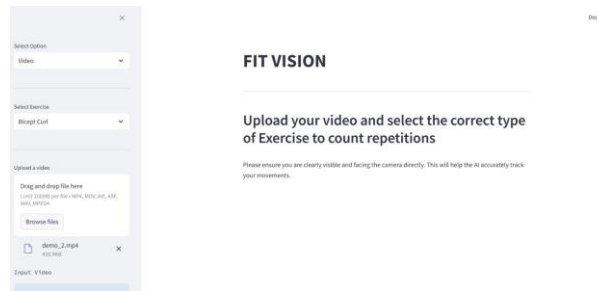 Select Option
Video
Select Exercise
Bicept Curl
Upload a video
Drag and drop file here
Browse files
demo_2.mp4
Input Video
FIT VISION
Upload your video and select the correct type
of Exercise to count repetitions
Please ensure you are clearly visible and facing the camera directly. This will help the AI accurately track
your movements.